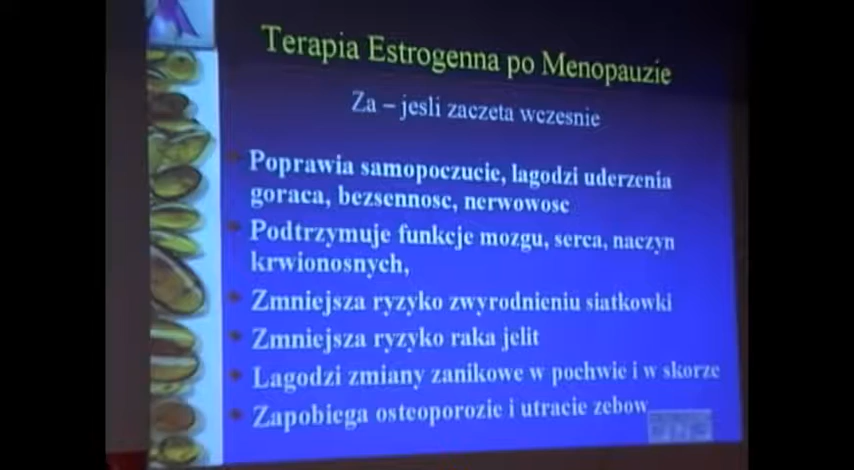 Terapia Estrogenna po Menopauzie
Za – jesli zaczeta wczesnie
Poprawia samopoczucie, lagodzi uderzenia
goraca, bezsennosc, nerwowosc
Podtrzymuje funkcje mozgu, serca, naczyn
krwionosnych,
Zmniejsza ryzyko zwyrodnieniu siatkowki
Zmniejsza ryzyko raka jelit
Lagodzi zmiany zanikowe w pochwie i w skorze
Zapobiega osteoporozie i utracie zebow